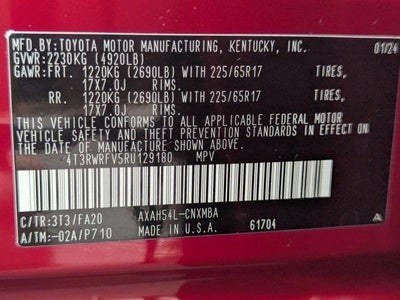 MFD.BY: TOYOTA MOTOR MANUFACTURING, KENTUCKY, INC. 01/24
GVWR: 2230KG (4920LB)
GAWR: FRT. 1220KG (2690LB) WITH 225/65R17 TIRES,
17X7.0J RIMS.
RR. 1220KG (2690LB) WITH 225/65R17 TIRES,
17X7.0J RIMS.
THIS VEHICLE CONFORMS TO ALL APPLICABLE FEDERAL MOTOR
VEHICLE SAFETY AND BUMPER STANDARDS IN EFFECT ON
THE DATE OF MANUFACTURE SHOWN ABOVE.
4T3RWRFV5RU129180 MPV
C/TR: 3T3/FA20 AXAH54L-CNXMBA
A/TM: -02A/P710 MADE IN U.S.A. 61704